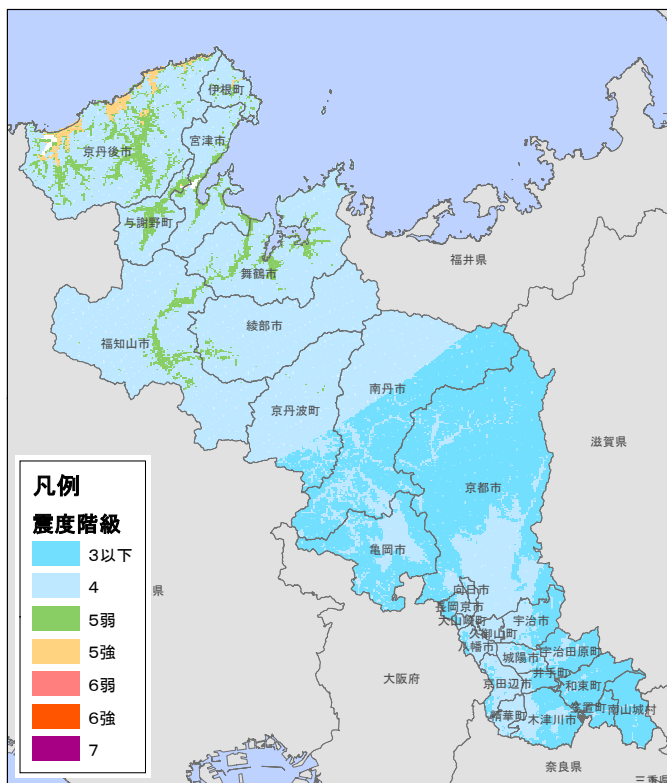 伊根町
宮津市
京丹後市
与謝野町
福井県
舞鶴市
綾部市
福知山市
南丹市
京丹波町
滋賀県
京都市
亀岡市
向日市
長岡京市
大山崎町
宇治市
久御山町
八幡市
城陽市
宇治田原町
井手町
京田辺市
和束町
笠置町
南山城村
精華町
木津川市
大阪府
奈良県
三重県
県
凡例
震度階級
3以下
4
5弱
5強
6弱
6強
7